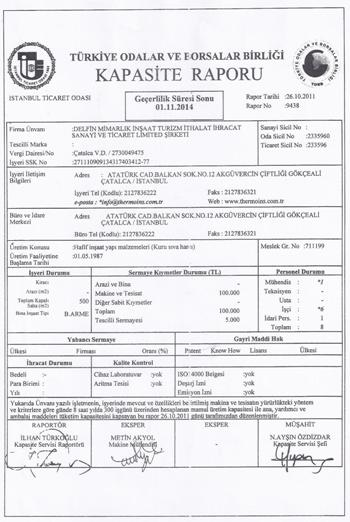 TÜRKİYE ODALAR VE BORSALAR BİRLİĞİ
KAPASİTE RAPORU
İSTANBUL TİCARET ODASI
Geçerlilik Süresi Sonu
01.11.2014
Rapor Tarihi :26.10.2011
Rapor No :9438
Firma Ünvanı :DELFİN MİMARLIK İNŞAAT TURİZM İTHALAT İHRACAT
SANAYİ VE TİCARET LİMİTED ŞİRKETİ
Tescilli Marka :
Vergi Dairesi/No :Çatalca V.D. / 2730049475
İşyeri SSK No :2711109091343174034 12-77
Sanayi Sicil No :
Oda Sicil No :2335960
Ticaret Sicil No :233596
İşyeri İletişim Bilgileri
Adres : ATATÜRK CAD.BALKAN SOK.NO.12 AKGÜVERCİN ÇİFTLİĞİ GÖKÇEALİ
ÇATALCA / İSTANBUL
İşyeri Tel (Kodlu): 2127836222 Faks : 2127836321
e-posta : *info@thermoins.com.tr Web : www.thermoins.com.tr
Büro ve İdare Merkezi
Adres : ATATÜRK CAD.BALKAN SOK.NO.12 AKGÜVERCİN ÇİFTLİĞİ GÖKÇEALİ
ÇATALCA / İSTANBUL
Büro Tel (Kodlu): 2127836222 Faks : 2127836321
Üretim Konusu :Hafif inşaat yapı malzemeleri
Meslek Gr. No :711199
Üretim Faaliyetine :01.05.1987
Başlama Tarihi
İşyeri Durumu
Sermaye Kıymetler Durumu (TL)
Personel Durumu
Kiracı
Arazi (m2) -
Toplam Kapalı Saha (m2) 500
Bina İnşaat Tipi B.ARME
Arazi ve Bina -
Makine ve Tesisat 100.000
Diğer Sabit Kıymetler -
Toplam 100.000
Tescilli Sermayesi 5.000
Mühendis : *1
Teknisyen : -
Usta : -
İşçi : *6
İdari Pers. : 1
Toplam : 8
Yabancı Sermaye
Gayri Maddi Hak
Ülkesi Firması Oranı (%)
Patent Know How Lisans Ülkesi
İhracat Durumu
Kalite Kontrol
Bedeli :-
Para Birimi :
Yılı :
Cihaz Laboratuvar :yok
Arıtma Tesisi :yok
ISO 4000 Belgesi :yok
Deşarj İzni :yok
Emisyon İzni :yok
Yukarıda Ünvanı yazılı işletmenin, işyerinde mevcut ve özellikleri belirtilmiş makina ve tesisatın yürürlükteki yöntem
ve kriterlere göre günde 8 saat yılda 300 işgünü üzerinden hesaplanan mamul üretim kapasitesi ile ana, yardımcı ve
ambalaj maddeleri tüketim kapasitesini kapsayan bu rapor 26.10.2011 günü tarafımızdan düzenlenmiştir.
RAPORTÖR EKSPER EKSPER MÜŞAHİT
İLHAN TÜRKOĞLU
Kapasite Servisi Raportörü
METİN AKYOL
Makine Mühendisi
N.AYŞIN ÖZDIZDAR
Kapasite Servisi Şefi